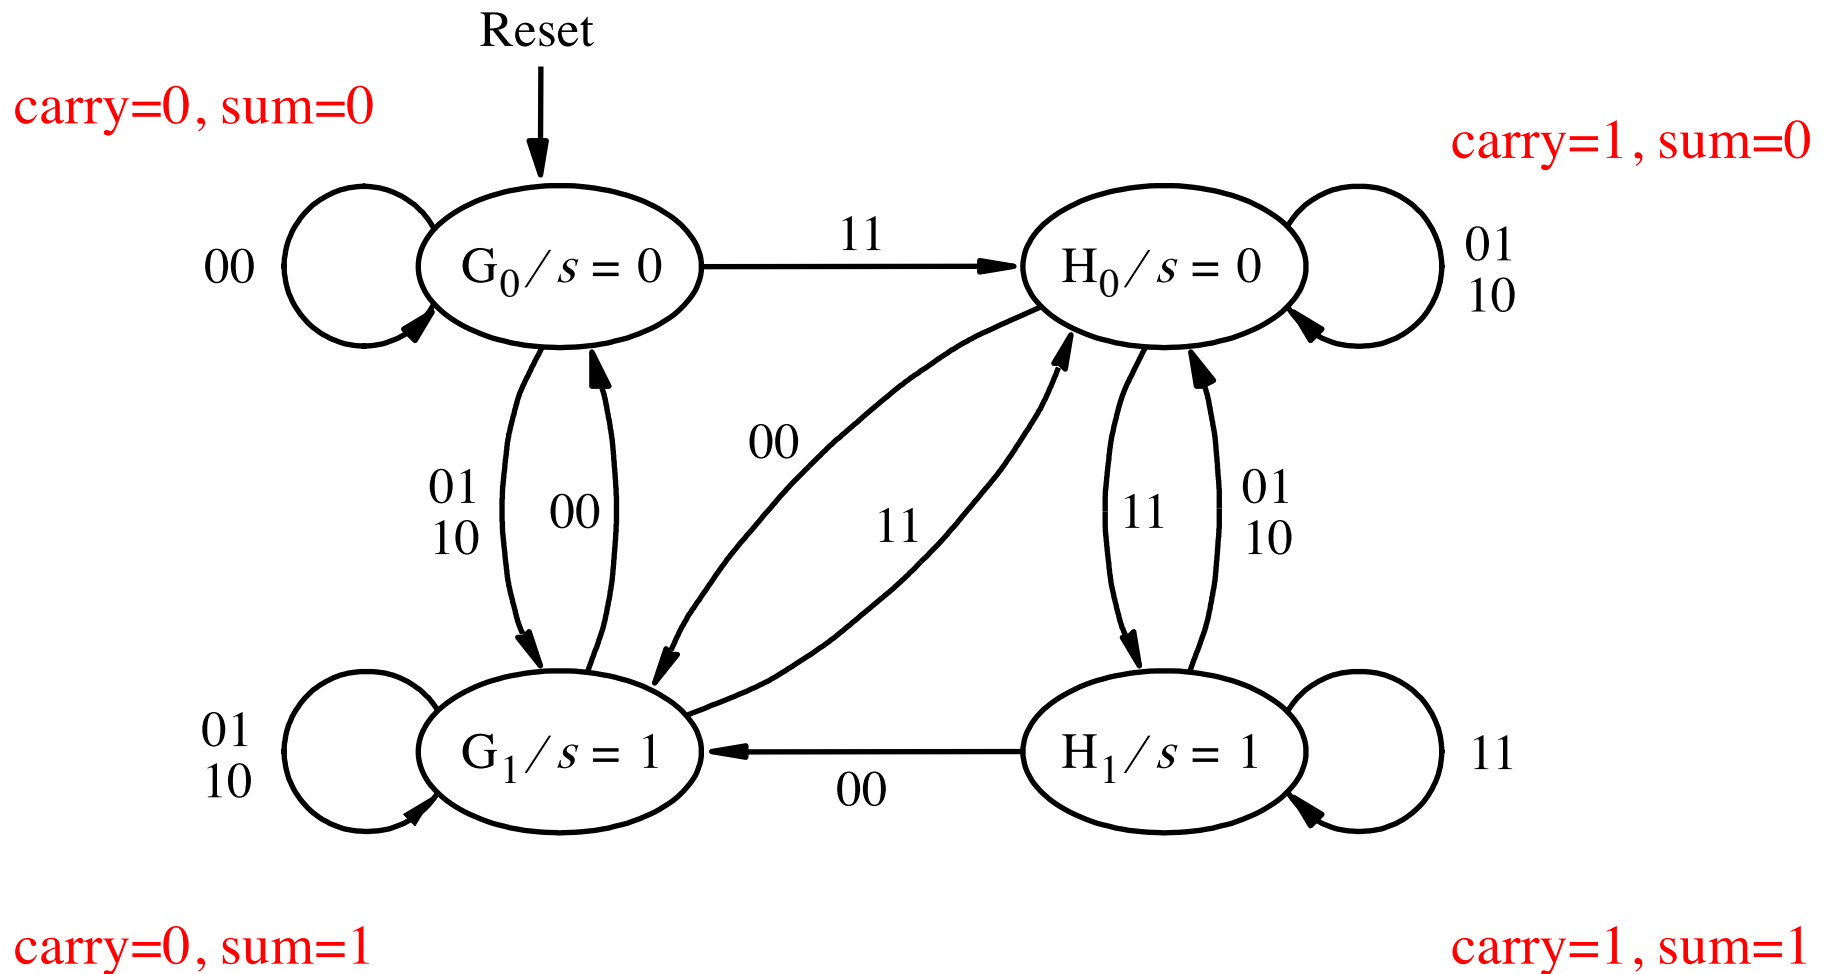 Reset
carry=0, sum=0
carry=1, sum=0
00
G₀/s = 0
11
H₀/s = 0
01
10
01
10
00
00
11
11
01
10
01
10
G₁/s = 1
00
H₁/s = 1
11
carry=0, sum=1
carry=1, sum=1